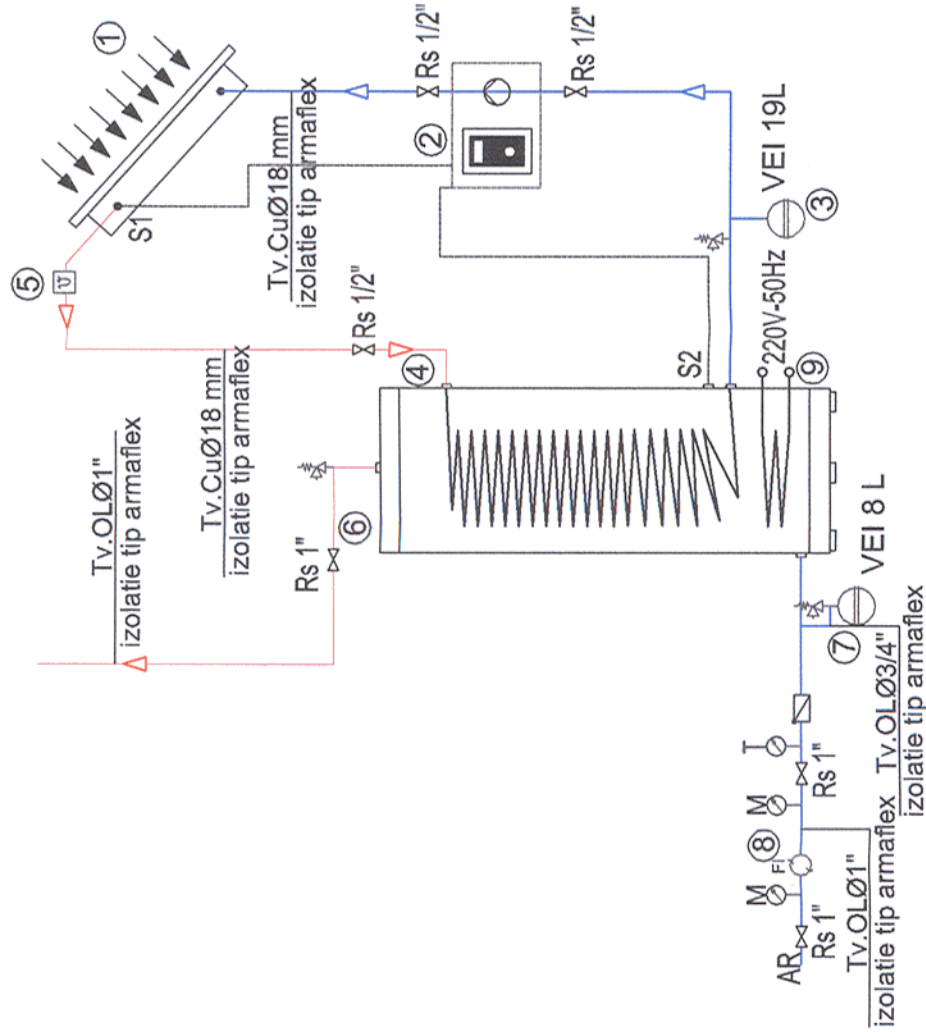 1
Rs 1/2"
Rs 1/2"
2
VEI 19L
3
S1
Tv.CuØ18 mm
izolatie tip armaflex
5
ϑ
Rs 1/2"
4
S2
220V-50Hz
9
Tv.OLØ1"
izolatie tip armaflex
Tv.CuØ18 mm
izolatie tip armaflex
Rs 1"
6
VEI 8 L
7
Tv.OLØ3/4"
izolatie tip armaflex
T
Rs 1"
M
8
FI
M
Rs 1"
AR
Tv.OLØ1"
izolatie tip armaflex